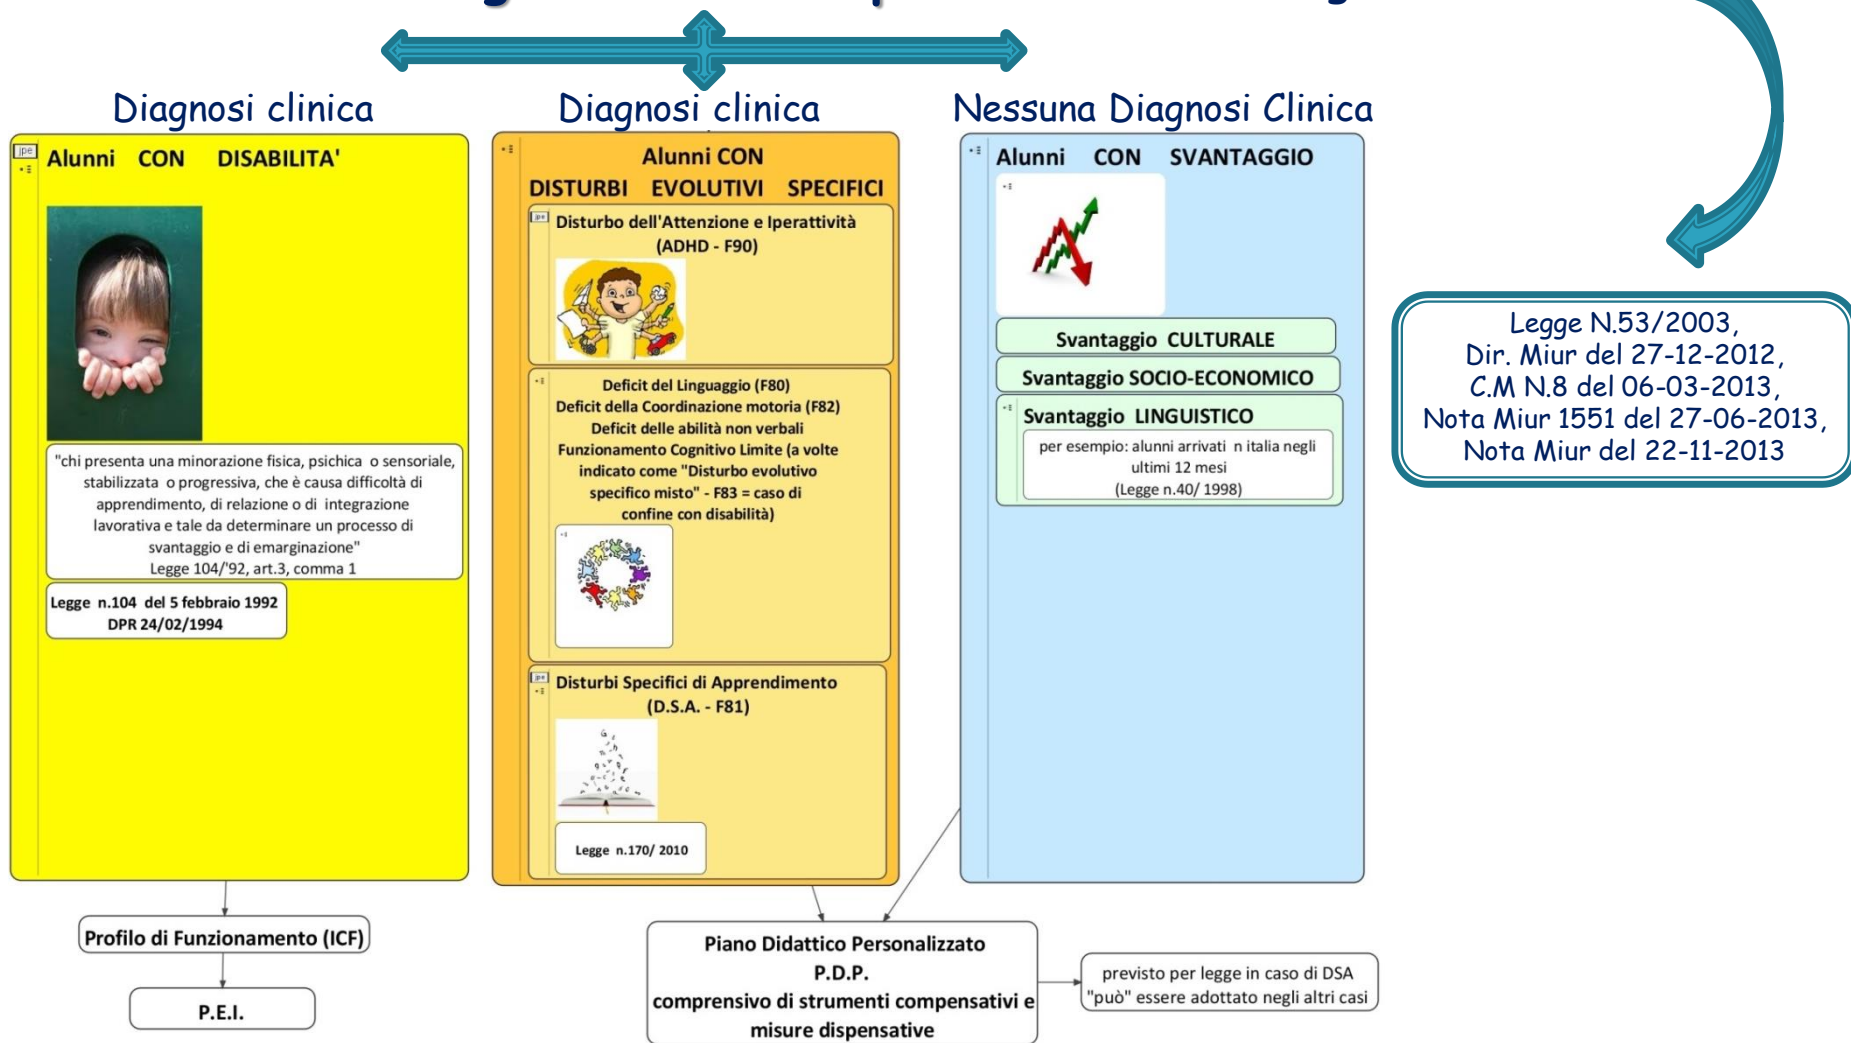 Diagnosi clinica
Diagnosi clinica
Nessuna Diagnosi Clinica
jpe
Alunni CON DISABILITA'
"chi presenta una minorazione fisica, psichica o sensoriale,
stabilizzata o progressiva, che è causa difficoltà di
apprendimento, di relazione o di integrazione
lavorativa e tale da determinare un processo di
svantaggio e di emarginazione"
Legge 104/'92, art.3, comma 1
Legge n.104 del 5 febbraio 1992
DPR 24/02/1994
Profilo di Funzionamento (ICF)
P.E.I.
Alunni CON
DISTURBI EVOLUTIVI SPECIFICI
jpe
Disturbo dell'Attenzione e Iperattività
(ADHD - F90)
Deficit del Linguaggio (F80)
Deficit della Coordinazione motoria (F82)
Deficit delle abilità non verbali
Funzionamento Cognitivo Limite (a volte
indicato come "Disturbo evolutivo
specifico misto" - F83 = caso di
confine con disabilità)
jpe
Disturbi Specifici di Apprendimento
(D.S.A. - F81)
Legge n.170/ 2010
Alunni CON SVANTAGGIO
Svantaggio CULTURALE
Svantaggio SOCIO-ECONOMICO
Svantaggio LINGUISTICO
per esempio: alunni arrivati n italia negli
ultimi 12 mesi
(Legge n.40/ 1998)
Piano Didattico Personalizzato
P.D.P.
comprensivo di strumenti compensativi e
misure dispensative
previsto per legge in caso di DSA
"può" essere adottato negli altri casi
Legge N.53/2003,
Dir. Miur del 27-12-2012,
C.M N.8 del 06-03-2013,
Nota Miur 1551 del 27-06-2013,
Nota Miur del 22-11-2013